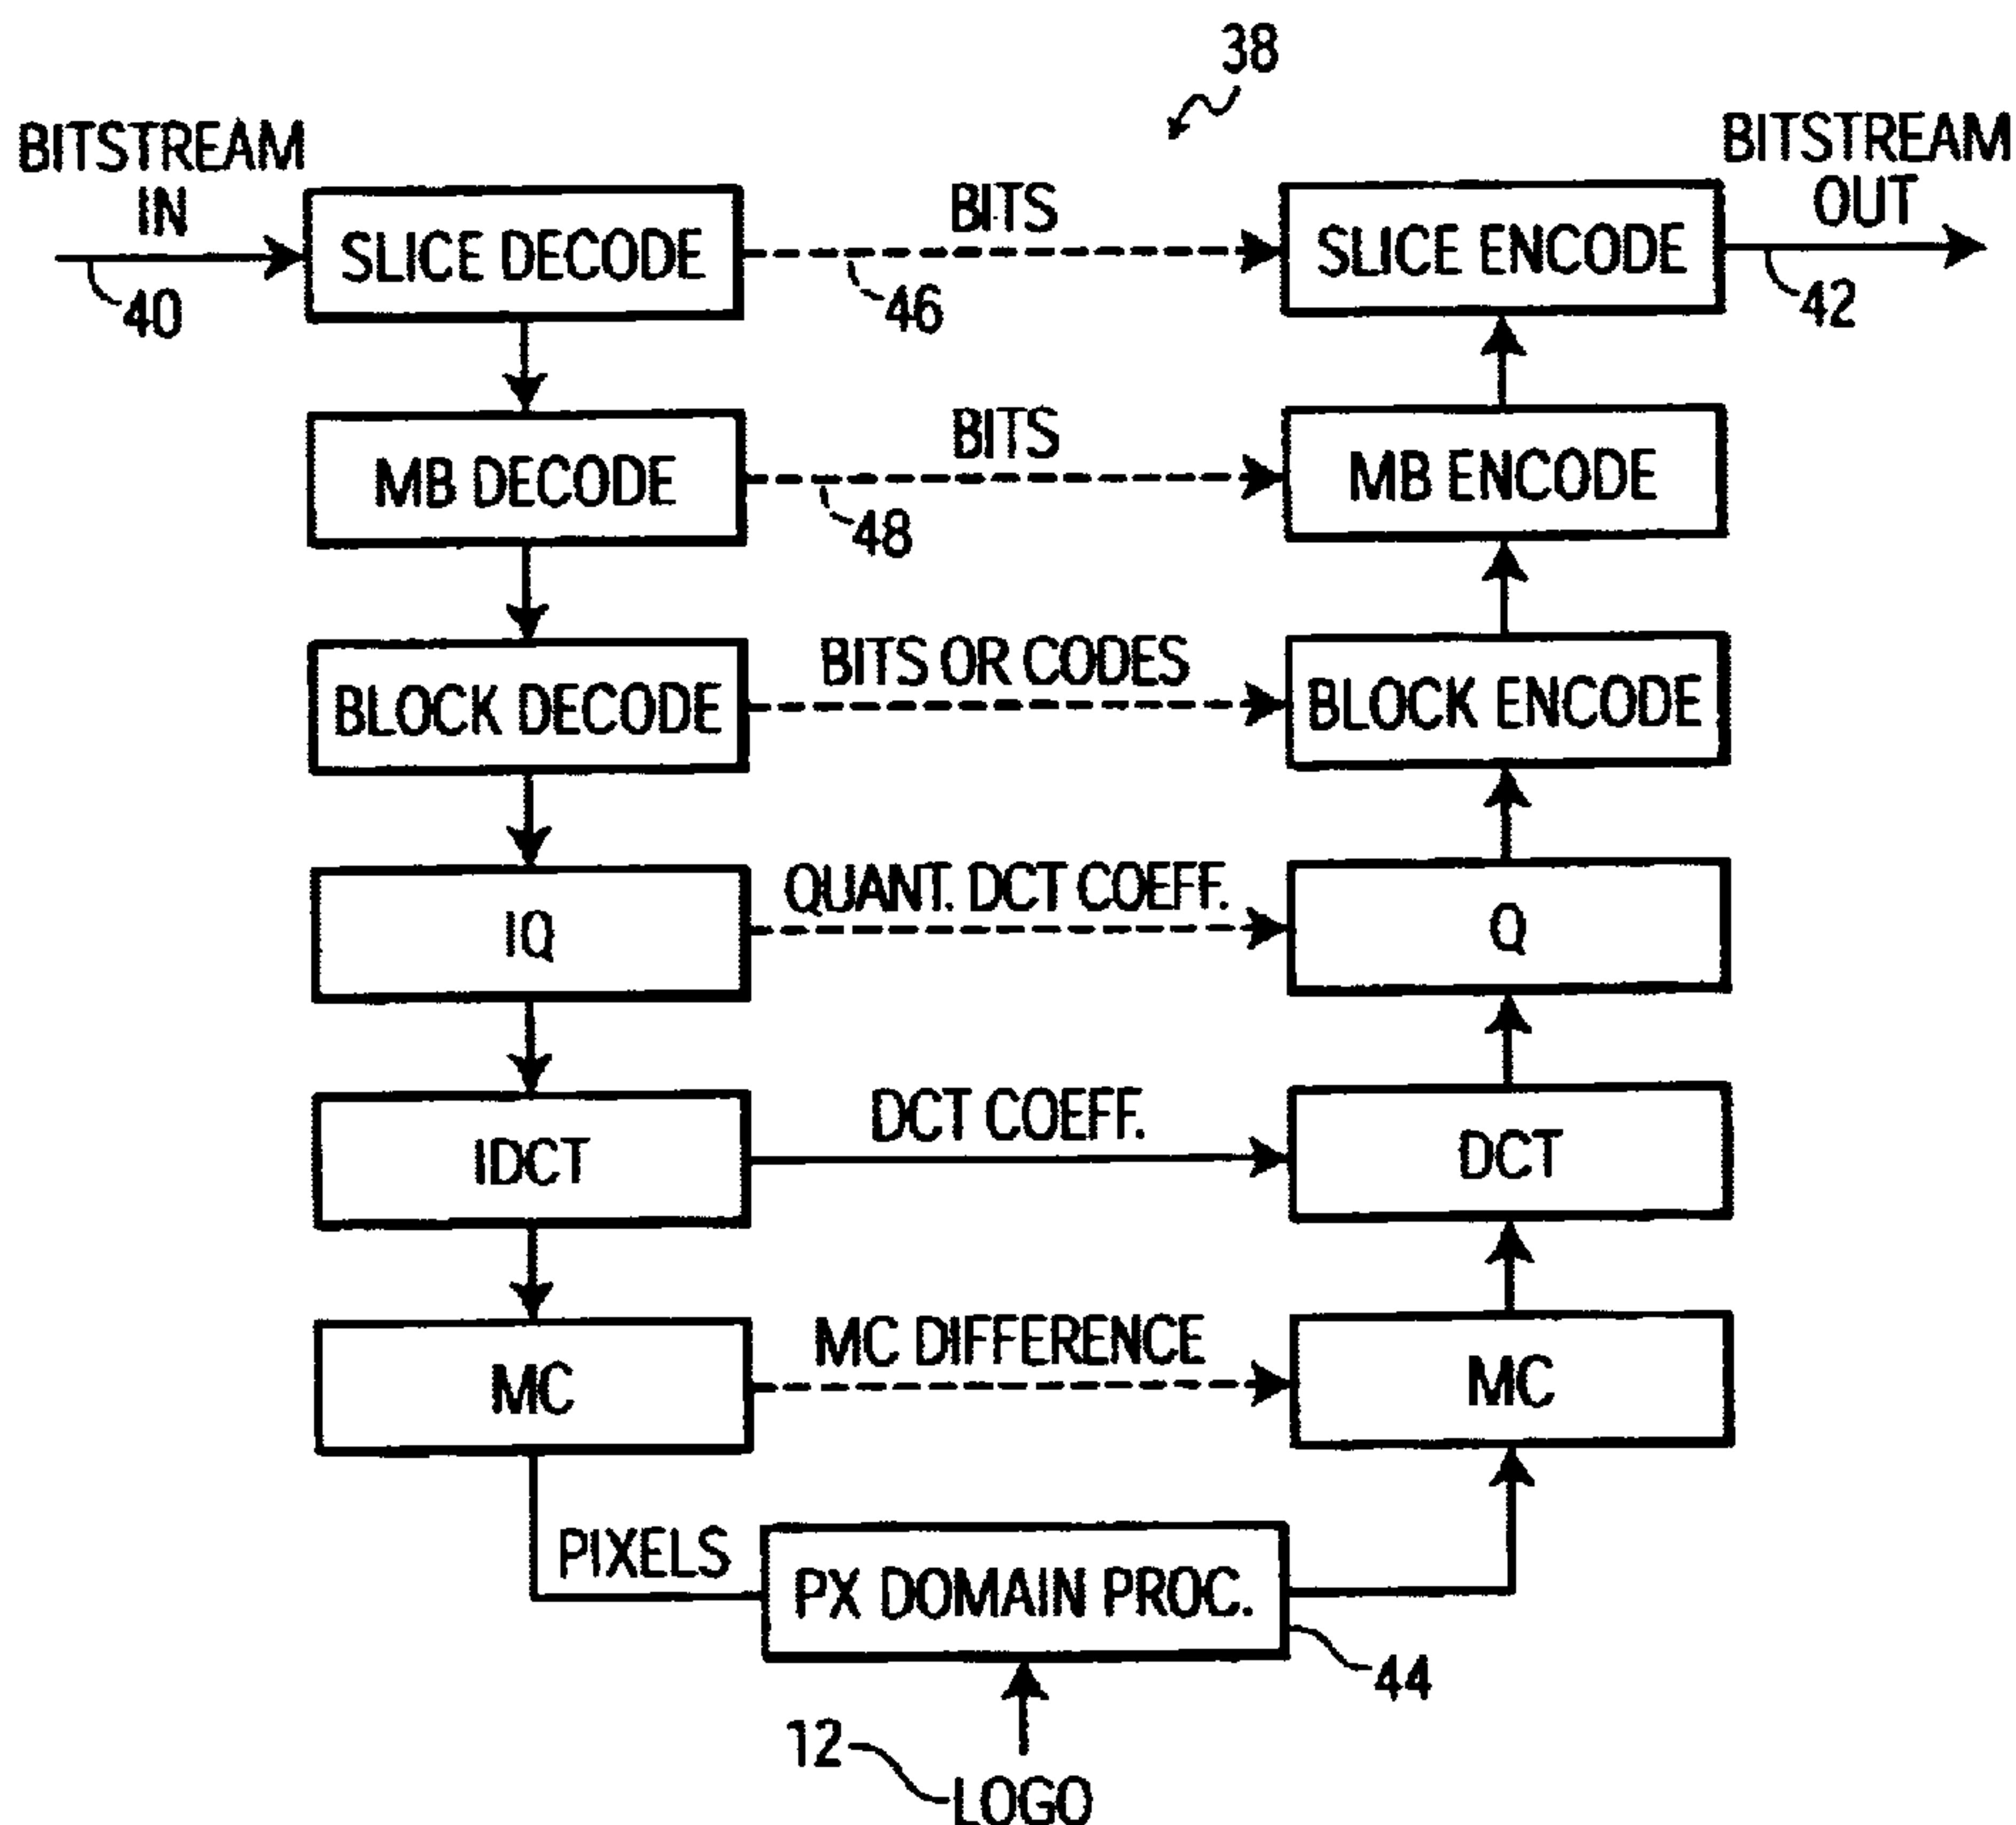 38
BITSTREAM
IN
BITSTREAM
OUT
40
SLICE DECODE
BITS
46
SLICE ENCODE
42
MB DECODE
BITS
48
MB ENCODE
BLOCK DECODE
BITS OR CODES
BLOCK ENCODE
IQ
QUANT. DCT COEFF.
Q
IDCT
DCT COEFF.
DCT
MC
MC DIFFERENCE
MC
PIXELS
PX DOMAIN PROC.
44
12
LOGO